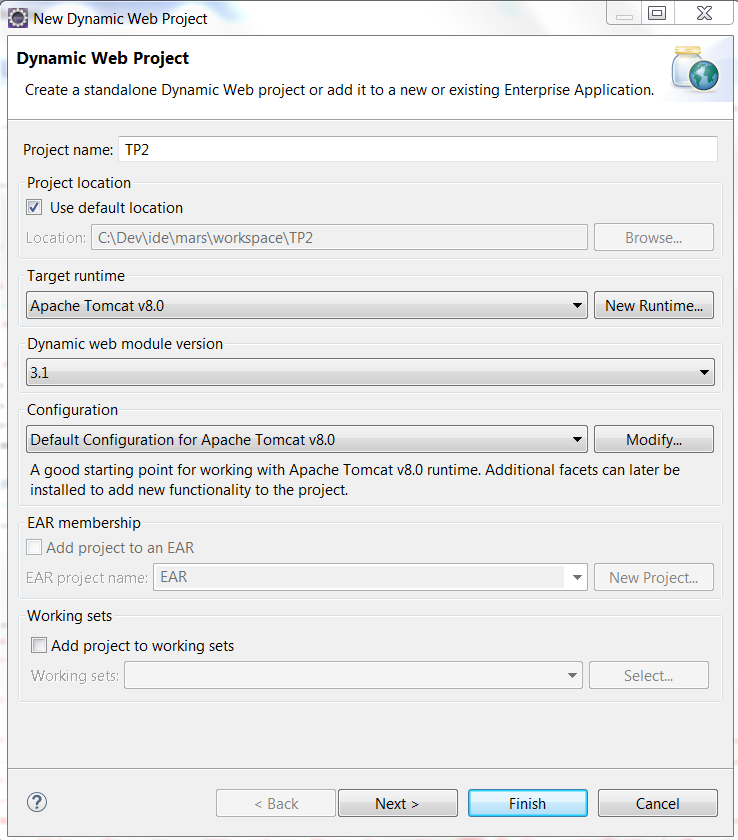 New Dynamic Web Project
Dynamic Web Project
Create a standalone Dynamic Web project or add it to a new or existing Enterprise Application.
Project name: TP2
Project location
Use default location
Location: C:\Dev\ide\mars\workspace\TP2 Browse...
Target runtime
Apache Tomcat v8.0 New Runtime...
Dynamic web module version
3.1
Configuration
Default Configuration for Apache Tomcat v8.0 Modify...
A good starting point for working with Apache Tomcat v8.0 runtime. Additional facets can later be
installed to add new functionality to the project.
EAR membership
Add project to an EAR
EAR project name: EAR New Project...
Working sets
Add project to working sets
Working sets: Select...
? < Back Next > Finish Cancel